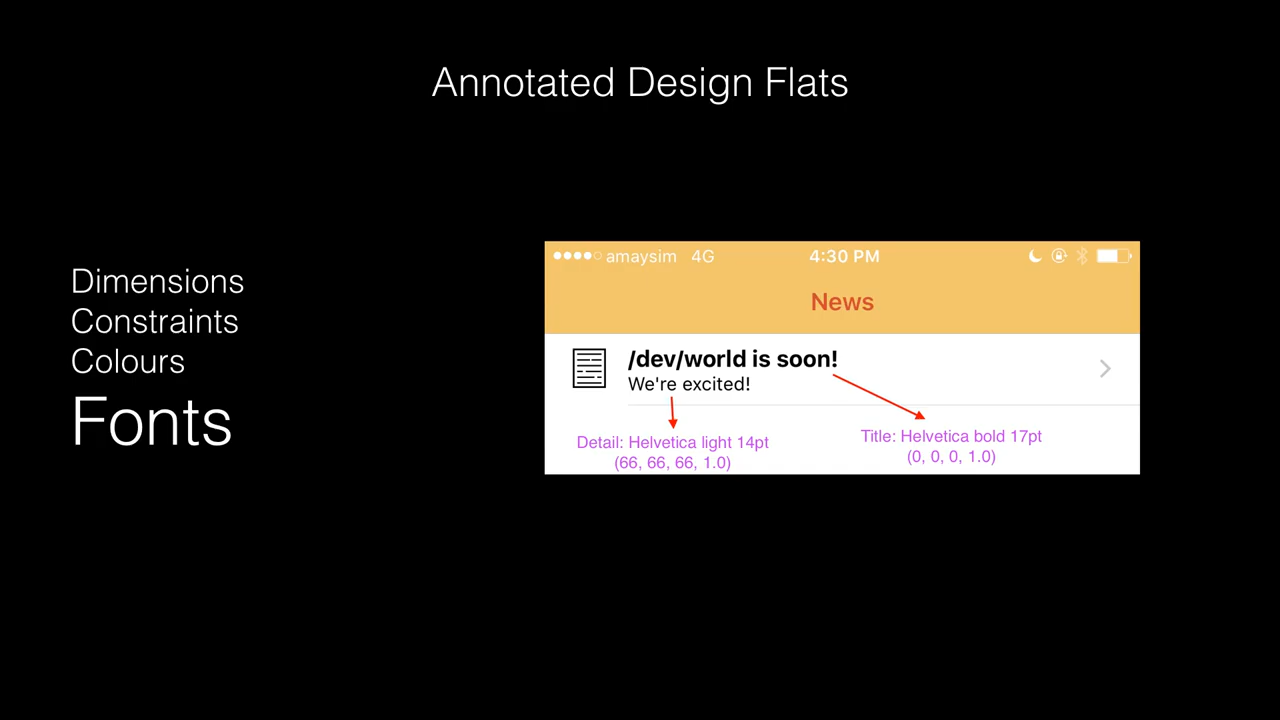 Annotated Design Flats
Dimensions
Constraints
Colours
Fonts
amaysim 4G 4:30 PM
News
/dev/world is soon!
We're excited!
Detail: Helvetica light 14pt
(66, 66, 66, 1.0)
Title: Helvetica bold 17pt
(0, 0, 0, 1.0)